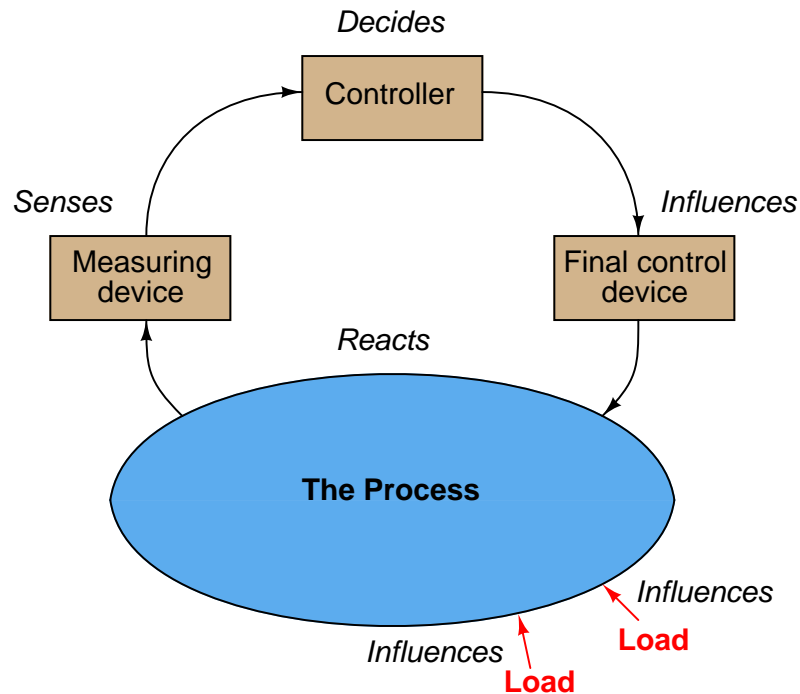 Decides
Controller
Senses
Influences
Measuring
device
Final control
device
Reacts
The Process
Influences
Load
Influences
Load